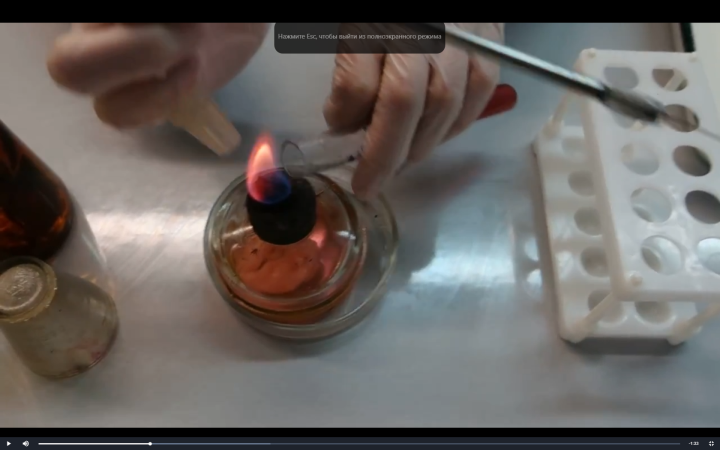 Нажмите Esc, чтобы выйти из полноэкранного режима
-1:33